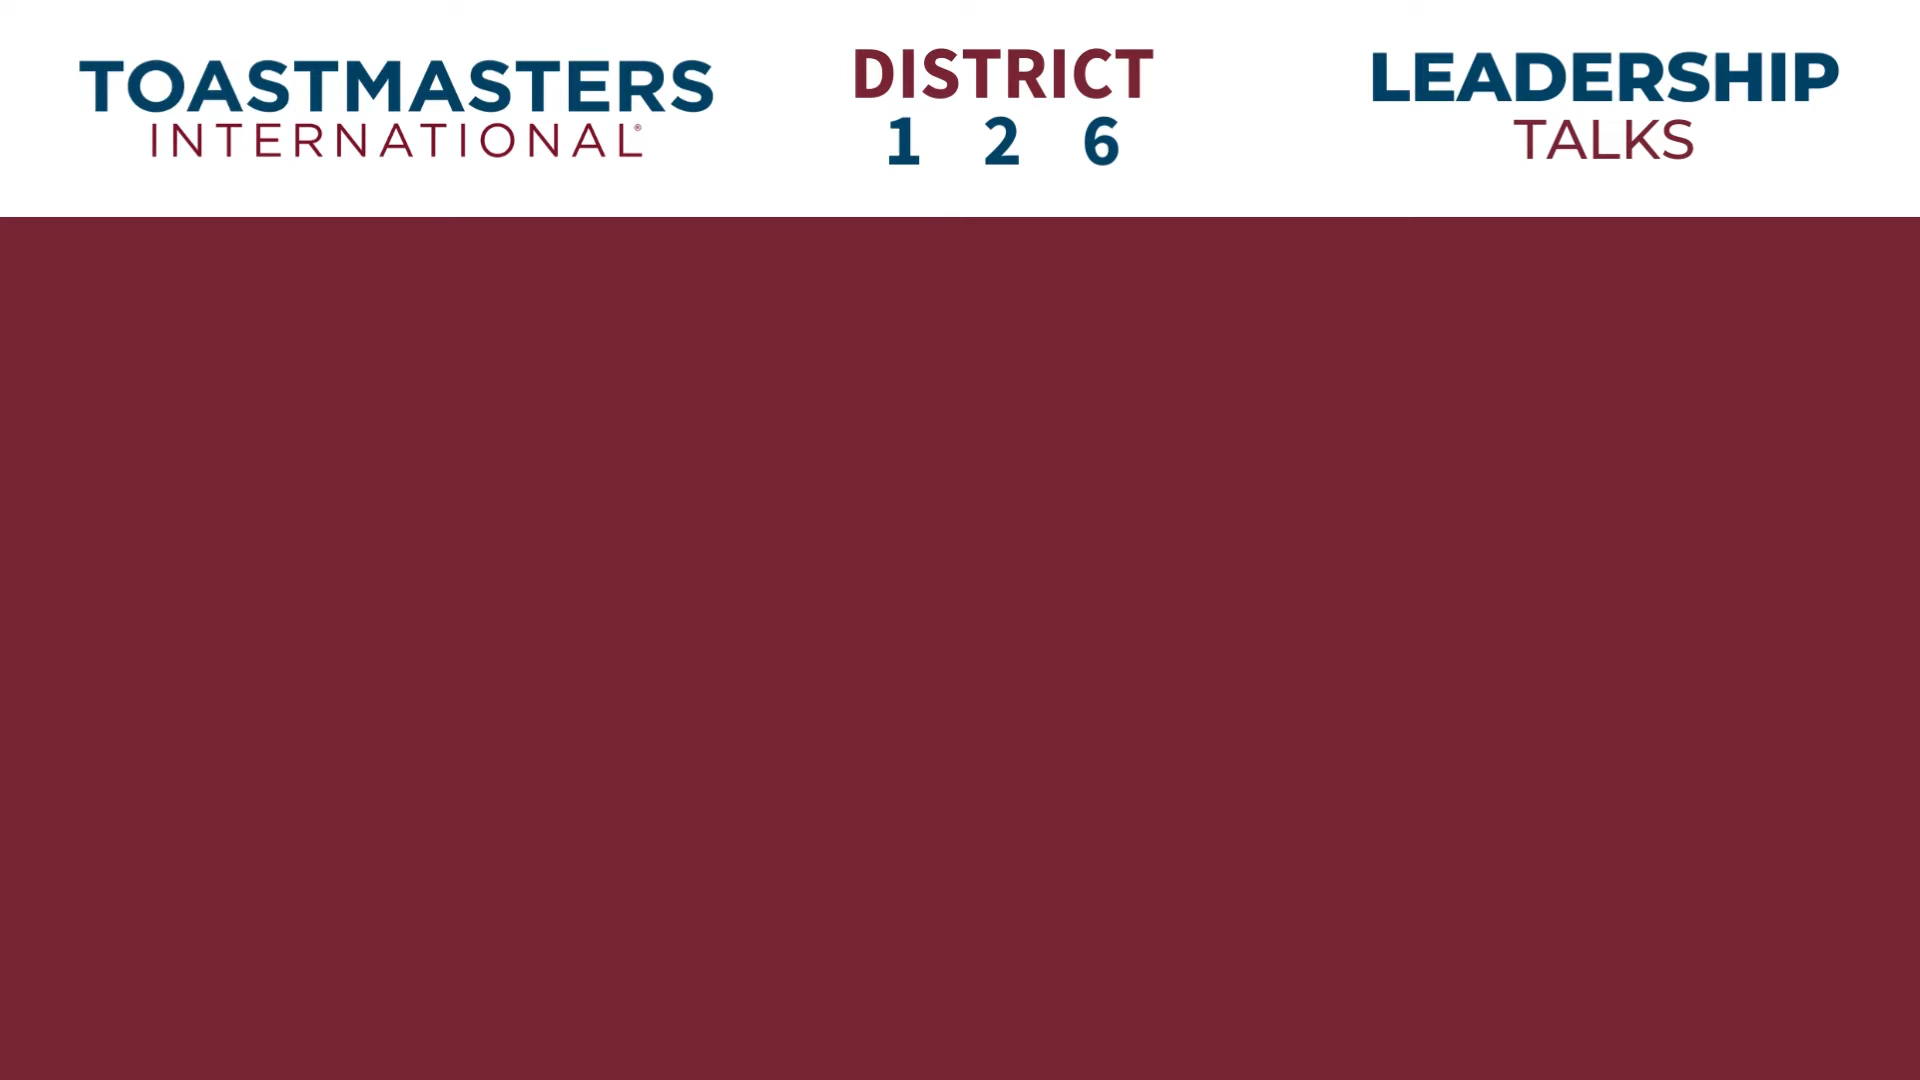 TOASTMASTERS
INTERNATIONAL®
DISTRICT
1 2 6
LEADERSHIP
TALKS